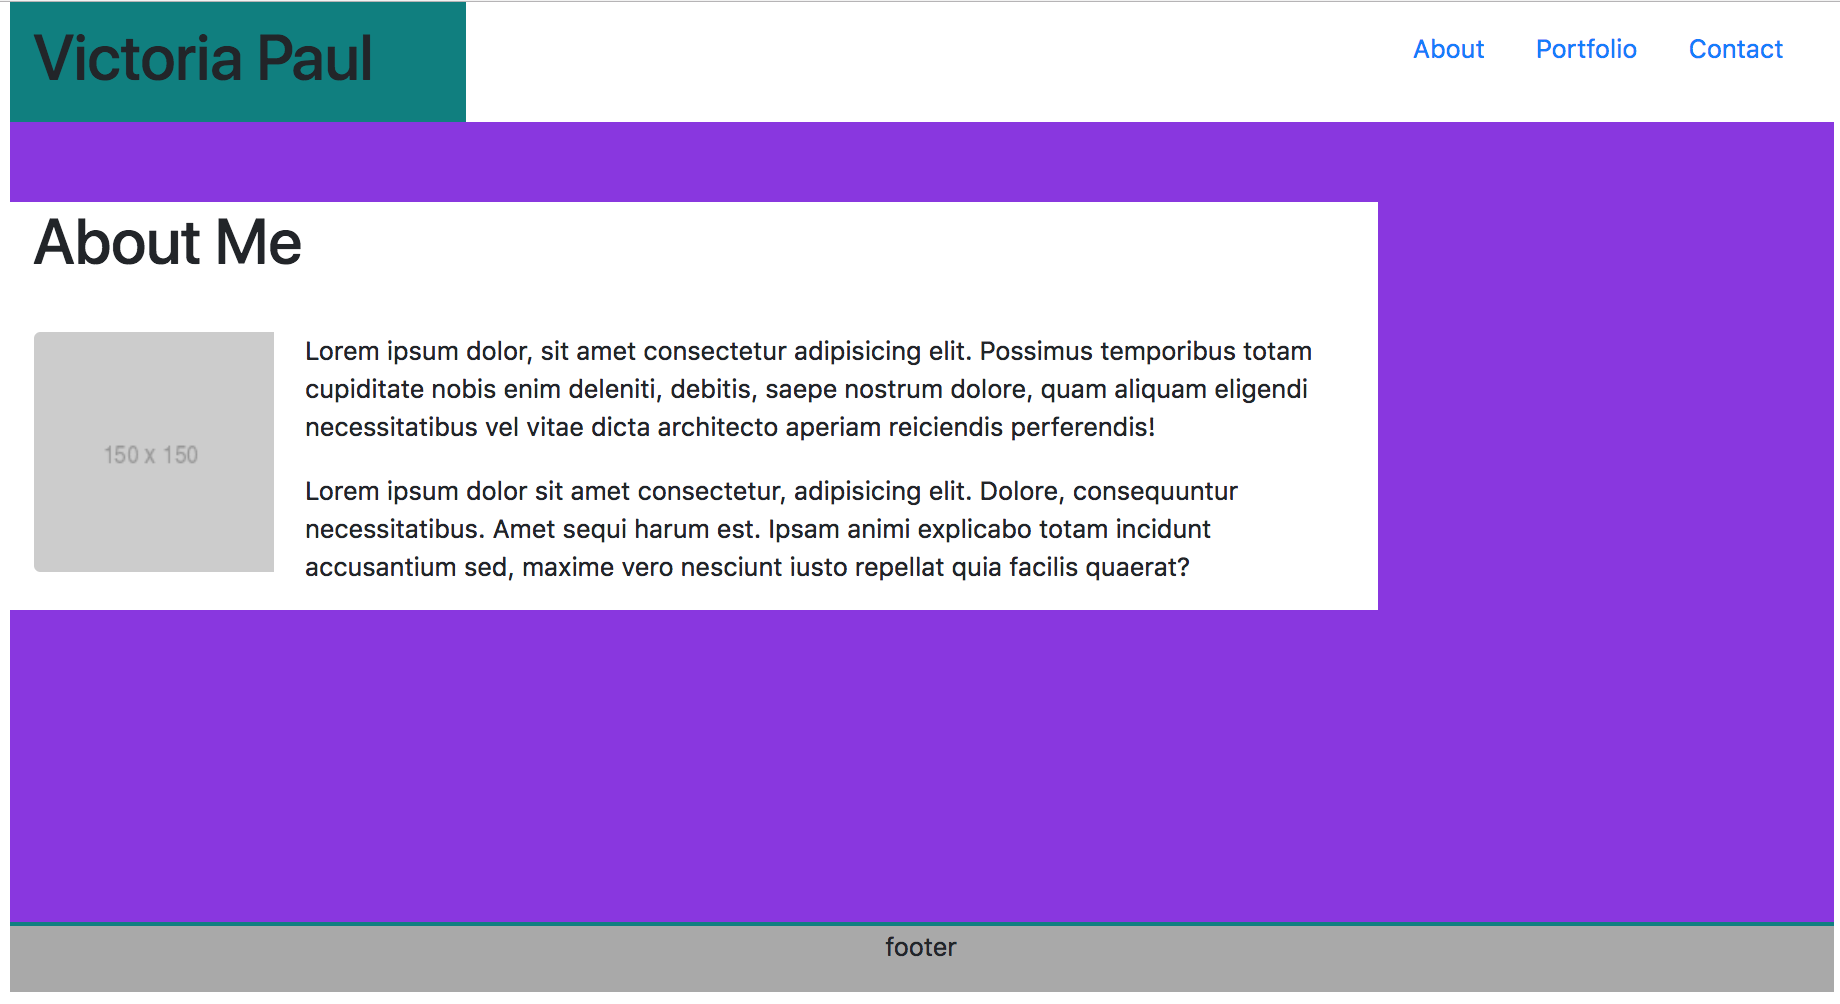 Victoria Paul
About Portfolio Contact
About Me
150 x 150
Lorem ipsum dolor, sit amet consectetur adipisicing elit. Possimus temporibus totam
cupiditate nobis enim deleniti, debitis, saepe nostrum dolore, quam aliquam eligendi
necessitatibus vel vitae dicta architecto aperiam reiciendis perferendis!
Lorem ipsum dolor sit amet consectetur, adipisicing elit. Dolore, consequuntur
necessitatibus. Amet sequi harum est. Ipsam animi explicabo totam incidunt
accusantium sed, maxime vero nesciunt iusto repellat quia facilis quaerat?
footer